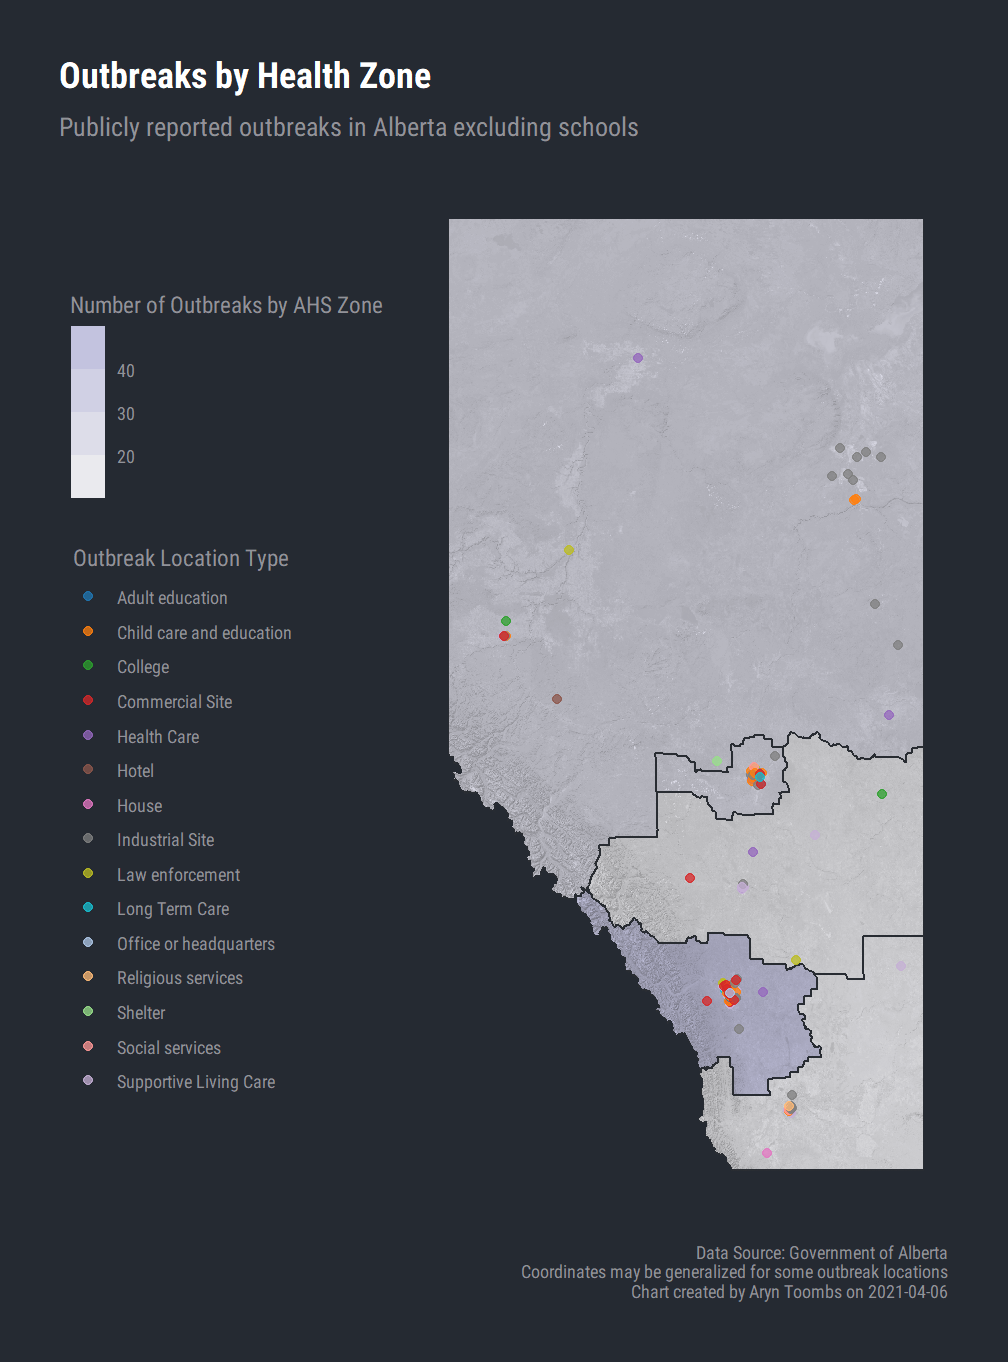 Outbreaks by Health Zone
Publicly reported outbreaks in Alberta excluding schools
Number of Outbreaks by AHS Zone
40
30
20
Outbreak Location Type
Adult education
Child care and education
College
Commercial Site
Health Care
Hotel
House
Industrial Site
Law enforcement
Long Term Care
Office or headquarters
Religious services
Shelter
Social services
Supportive Living Care
Data Source: Government of Alberta
Coordinates may be generalized for some outbreak locations
Chart created by Aryn Toombs on 2021-04-06